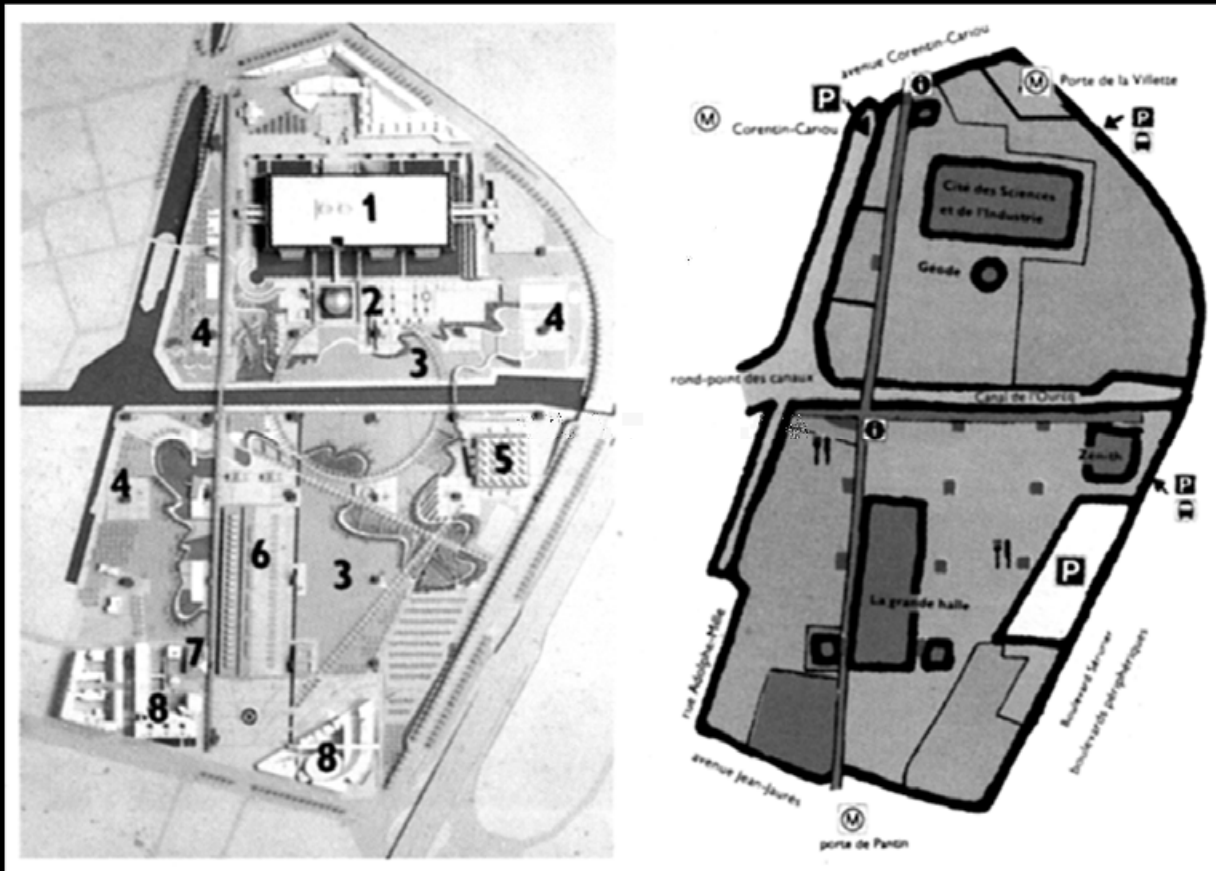 1
2
4
4
3
5
4
6
3
7
8
8
avenue Corentin-Cariou
i
M
Porte de la Villette
P
M
Corentin-Cariou
P
Cité des Sciences
et de l'Industrie
Géode
rond-point des canaux
Canal de l'Ourcq
i
Zénith
P
P
La grande halle
rue Adolphe-Mille
Boulevard Sérurier
boulevards périphériques
avenue Jean-Jaurès
M
porte de Pantin